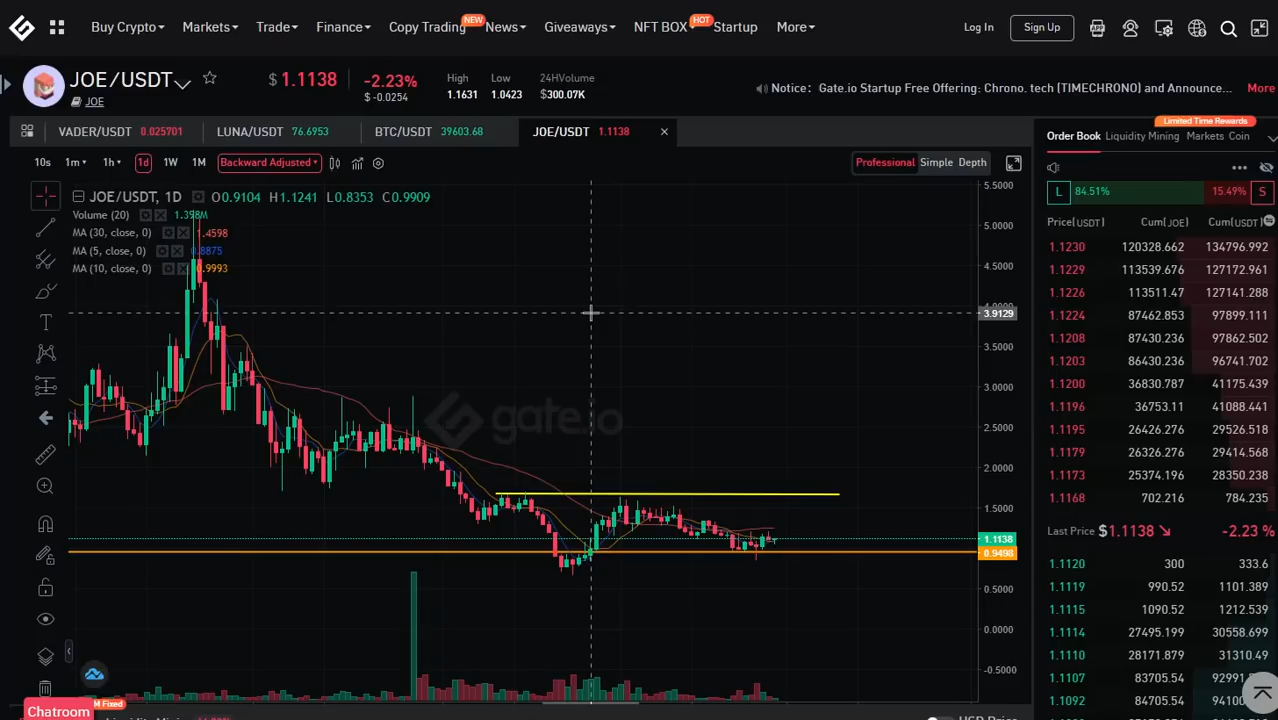 Buy Crypto Markets Trade Finance Copy Trading NEW News Giveaways NFT BOX HOT Startup More Log In Sign Up
JOE/USDT $ 1.1138 -2.23% $ -0.0254 High 1.1631 Low 1.0423 24HVolume $300.07K
JOE
Notice: Gate.io Startup Free Offering: Chrono. tech [TIMECHRONO] and Announce... More
VADER/USDT 0.025701 LUNA/USDT 76.6953 BTC/USDT 39603.68 JOE/USDT 1.1138
10s 1m 1h 1d 1W 1M Backward Adjusted Professional Simple Depth
JOE/USDT, 1D O0.9104 H1.1241 L0.8353 C0.9909
Volume (20) 1.398M
MA (30, close, 0) 1.4598
MA (5, close, 0) 0.8875
MA (10, close, 0) 0.9993
gate.io
5.5000
5.0000
4.5000
4.0000
3.9129
3.5000
3.0000
2.5000
2.0000
1.5000
1.1138
0.9498
0.5000
0.0000
-0.5000
Limited Time Rewards
Order Book Liquidity Mining Markets Coin
L 84.51% 15.49% S
Price(USDT) Cum(JOE) Cum(USDT)
1.1230 120328.662 134796.992
1.1229 113539.676 127172.961
1.1226 113511.47 127141.288
1.1224 87462.853 97899.111
1.1208 87430.236 97862.502
1.1203 86430.236 96741.702
1.1200 36830.787 41175.439
1.1196 36753.11 41088.441
1.1195 26426.276 29526.518
1.1179 26326.276 29414.568
1.1173 25374.196 28350.238
1.1168 702.216 784.235
Last Price $1.1138 -2.23 %
1.1120 300 333.6
1.1119 990.52 1101.389
1.1115 1090.52 1212.539
1.1114 27495.199 30558.699
1.1110 28171.879 31310.49
1.1107 83705.54
1.1092 84705.54
Chatroom